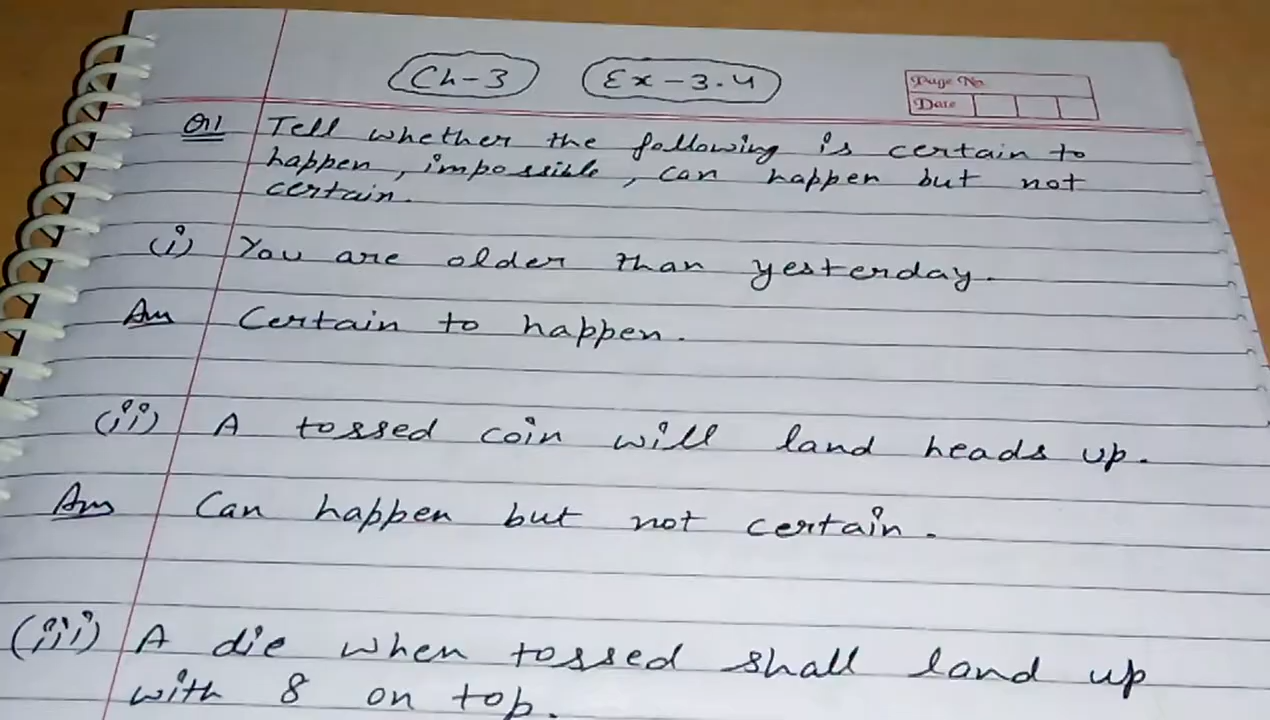 Ch-3 Ex-3.4
Page No.
Date
Q1 Tell whether the following is certain to
happen, impossible, can happen but not
certain.
(i) You are older than yesterday.
Ans Certain to happen.
(ii) A tossed coin will land heads up.
Ans Can happen but not certain.
(iii) A die when tossed shall land up
with 8 on top.